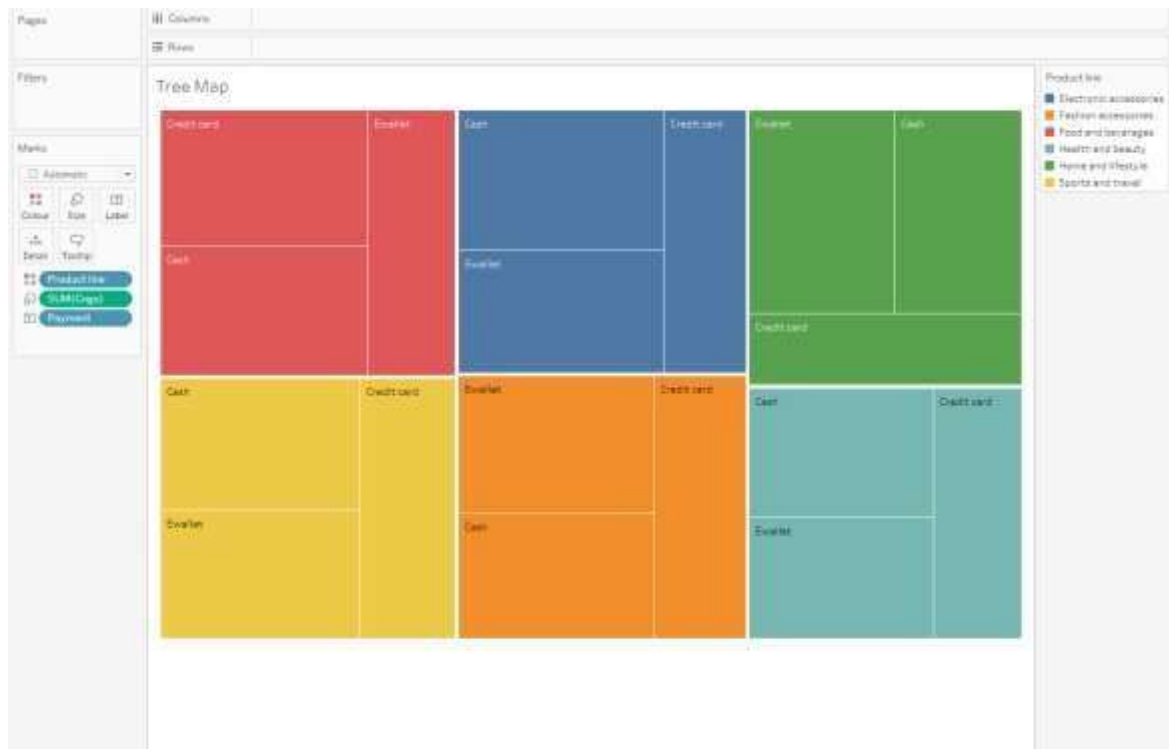 Pages
Columns
Rows
Filters
Marks
Automatic
Colour Size Label
Detail Tooltip
Product line
SUM(Cogs)
Payment
Tree Map
Credit card
Ewallet
Cash
Cash
Credit card
Ewallet
Ewallet
Cash
Credit card
Cash
Credit card
Ewallet
Ewallet
Credit card
Cash
Cash
Credit card
Ewallet
Product line
Electronic accessories
Fashion accessories
Food and beverages
Health and beauty
Home and lifestyle
Sports and travel